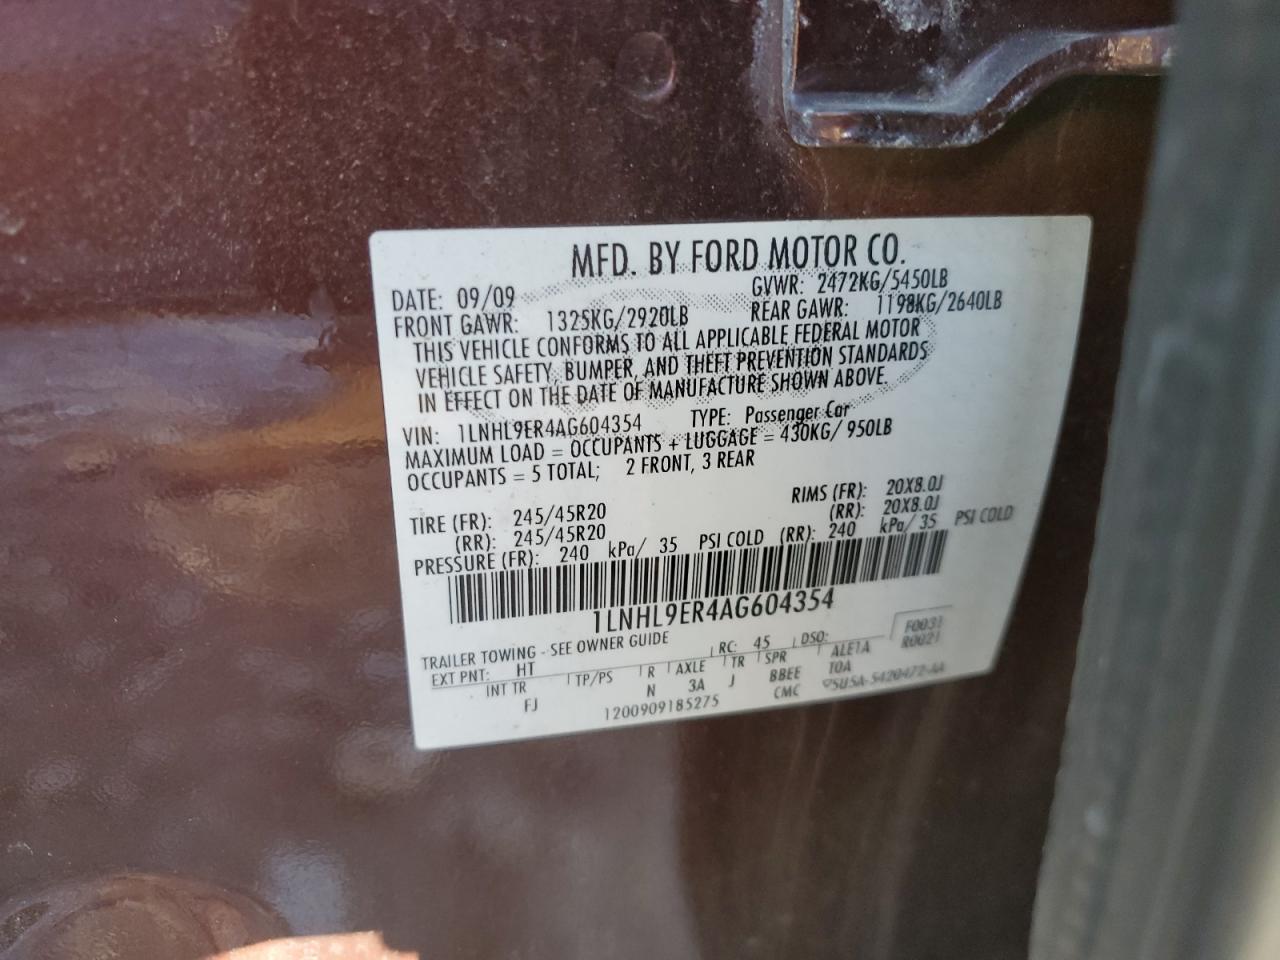 MFD. BY FORD MOTOR CO.
DATE: 09/09 GVWR: 2472KG/5450LB
FRONT GAWR: 1325KG/2920LB REAR GAWR: 1198KG/2640LB
THIS VEHICLE CONFORMS TO ALL APPLICABLE FEDERAL MOTOR
VEHICLE SAFETY, BUMPER, AND THEFT PREVENTION STANDARDS
IN EFFECT ON THE DATE OF MANUFACTURE SHOWN ABOVE
VIN: 1LNHL9ER4AG604354 TYPE: Passenger Car
MAXIMUM LOAD = OCCUPANTS + LUGGAGE = 430KG/ 950LB
OCCUPANTS = 5 TOTAL; 2 FRONT, 3 REAR
TIRE (FR): 245/45R20 RIMS (FR): 20X8.0J
(RR): 245/45R20 (RR): 20X8.0J
PRESSURE (FR): 240 kPa/ 35 PSI COLD (RR): 240 kPa/ 35 PSI COLD
1LNHL9ER4AG604354
TRAILER TOWING - SEE OWNER GUIDE
EXT PNT: HT RC: 45 DSO: F0031
R0021
INT TR TP/PS R AXLE TR SPR ALE1A
FJ N 3A J BBEE TOA
1200909185275 CMC 5U5A-5420472-AA